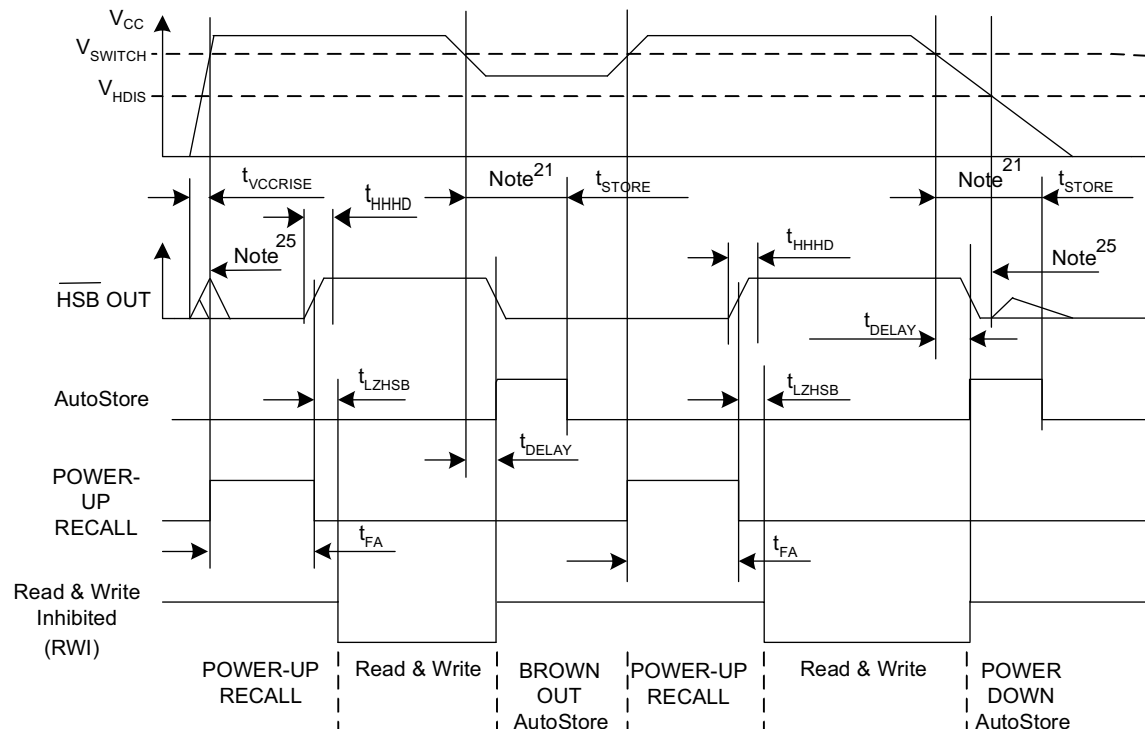 VCC
VSWITCH
VHDIS
tVCCRISE
Note21
tSTORE
Note21
tSTORE
tHHHD
Note25
tHHHD
Note25
HSB OUT
tDELAY
tLZHSB
tLZHSB
AutoStore
tDELAY
POWER-
UP
RECALL
tFA
tFA
Read & Write
Inhibited
(RWI)
POWER-UP
RECALL
Read & Write
BROWN
OUT
AutoStore
POWER-UP
RECALL
Read & Write
POWER
DOWN
AutoStore